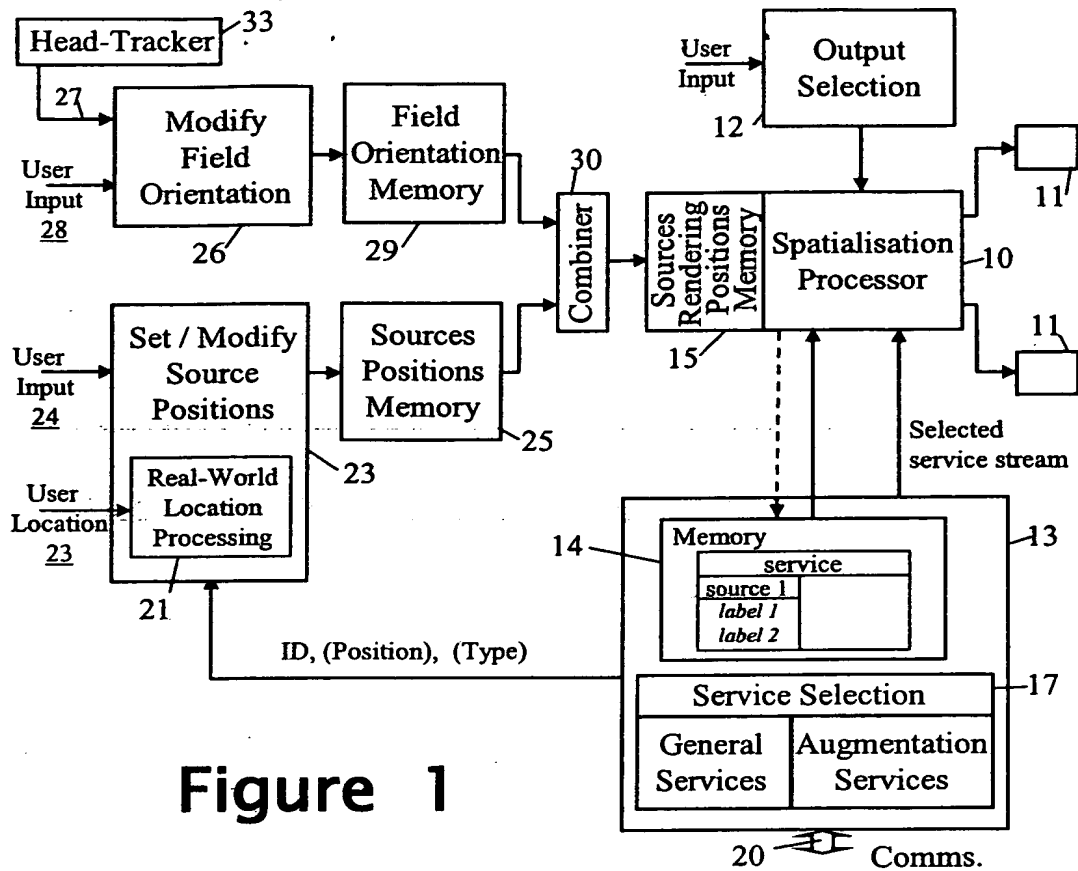 33
Head-Tracker
27
User
Input
28
Modify
Field
Orientation
26
Field
Orientation
Memory
29
User
Input
Output
Selection
12
30
Combiner
Sources
Rendering
Positions
Memory
15
Spatialisation
Processor
10
11
11
User
Input
24
Set / Modify
Source
Positions
23
Sources
Positions
Memory
25
User
Location
23
Real-World
Location
Processing
21
Selected
service stream
14
Memory
service
source 1
label 1
label 2
13
ID, (Position), (Type)
17
Service Selection
General
Services
Augmentation
Services
20
Comms.
Figure 1